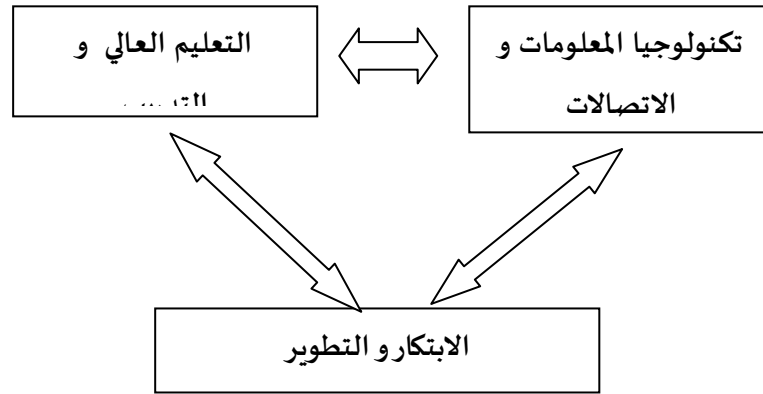 تكنولوجيا المعلومات و
الاتصالات
التعليم العالي و
الابتكار و التطوير